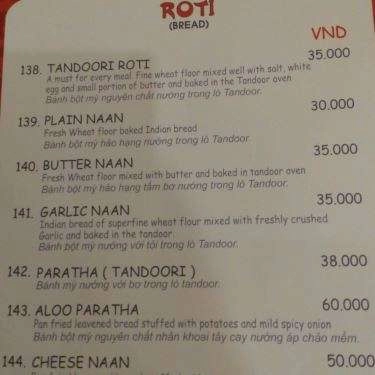 ROTI
(BREAD)
VND
138. TANDOORI ROTI 35.000
A must for every meal. Fine wheat floor mixed well with salt, white
egg and small portion of butter and baked in the Tandoor oven
Bánh bột mỳ nguyên chất nướng trong lò Tandoor.
139. PLAIN NAAN 30.000
Fresh Wheat floor baked Indian bread
Bánh bột mỳ hảo hạng nướng trong lò Tandoor.
140. BUTTER NAAN 35.000
Fresh Wheat floor mixed with butter and baked in tandoor oven
Bánh bột mỳ hảo hạng tẩm bơ nướng trong lò Tandoor.
141. GARLIC NAAN 35.000
Indian bread of superfine wheat flour mixed with freshly crushed
Garlic and baked in the tandoor
Bánh bột mỳ nướng với tỏi trong lò Tandoor.
142. PARATHA ( TANDOORI ) 38.000
Bánh mỳ nướng với bơ trong lò tandoor.
143. ALOO PARATHA 60.000
Pan fried leavened bread stuffed with potatoes and mild spicy onion
Bánh bột mỳ nguyên chất nhân khoai tây cay nướng áp chảo mềm.
144. CHEESE NAAN 50.000